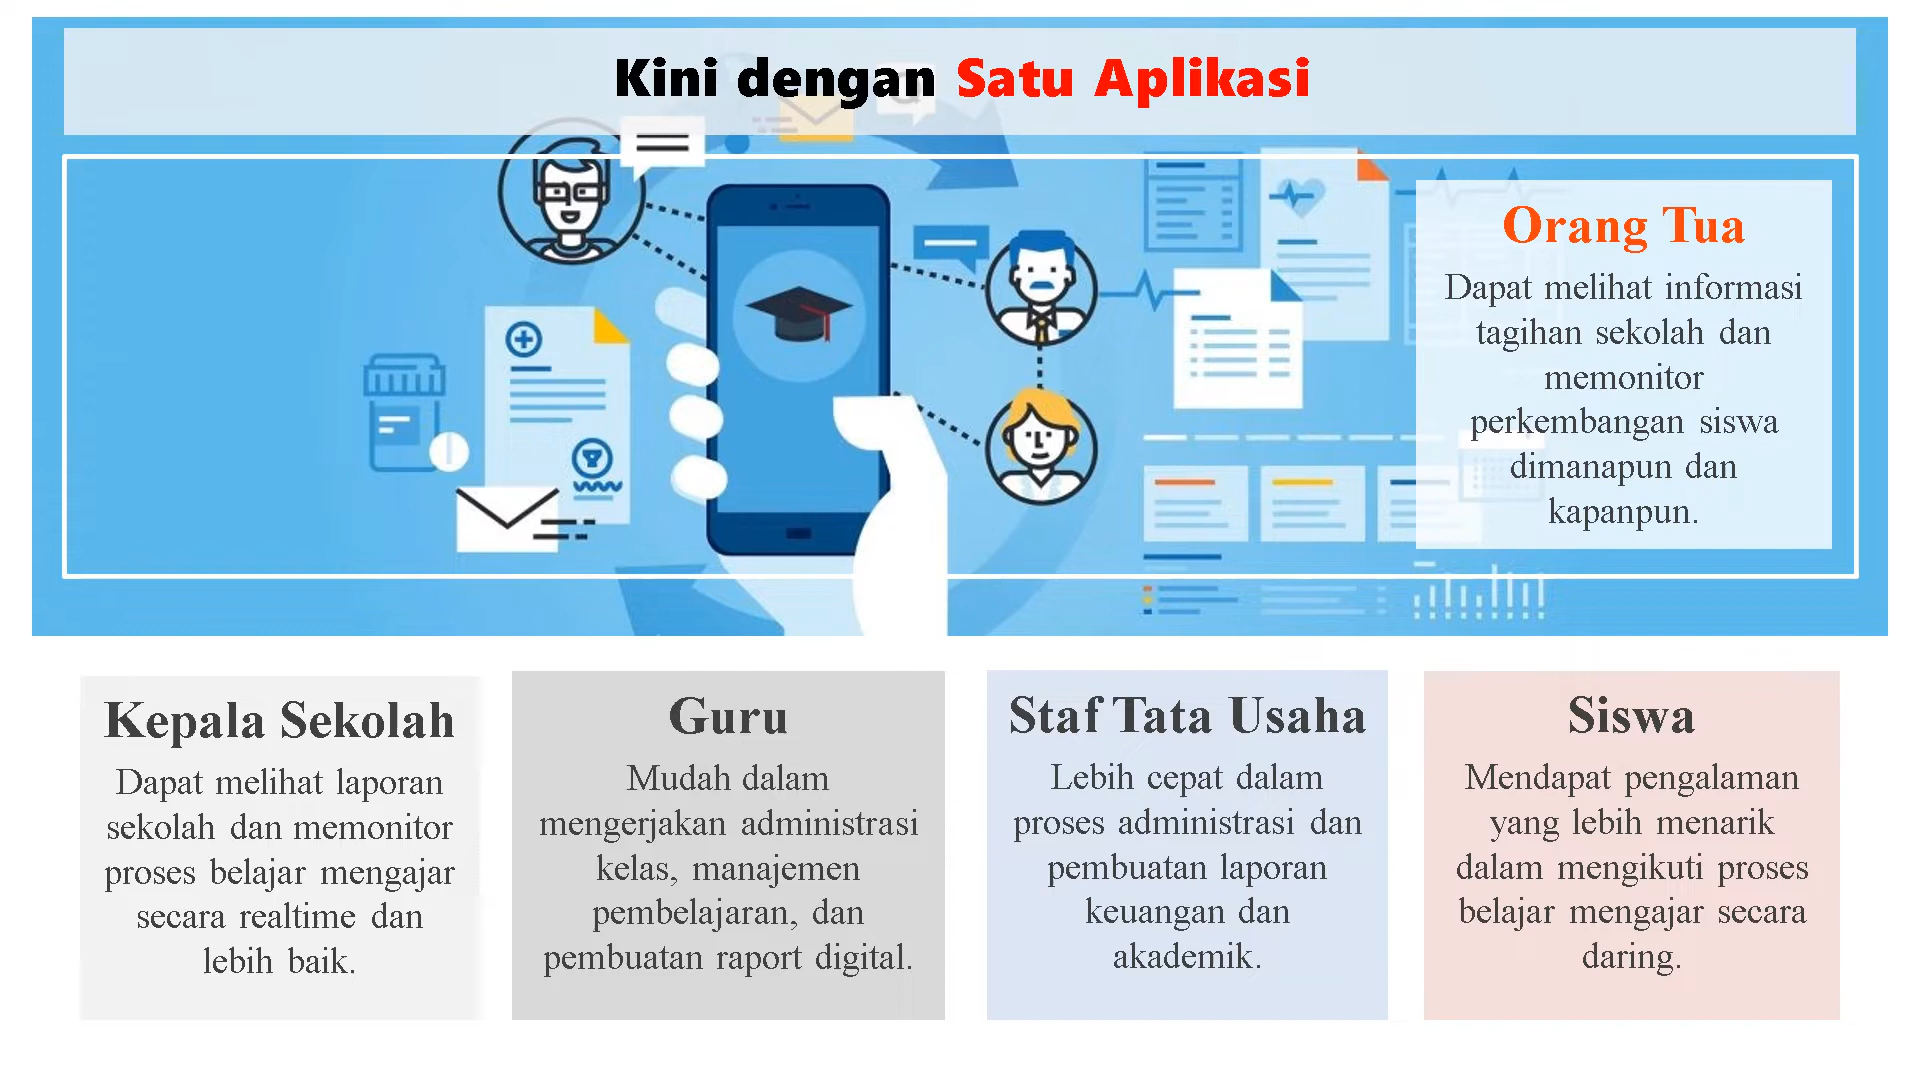 Kini dengan Satu Aplikasi
Orang Tua
Dapat melihat informasi
tagihan sekolah dan
memonitor
perkembangan siswa
dimanapun dan
kapanpun.
Kepala Sekolah
Dapat melihat laporan
sekolah dan memonitor
proses belajar mengajar
secara realtime dan
lebih baik.
Guru
Mudah dalam
mengerjakan administrasi
kelas, manajemen
pembelajaran, dan
pembuatan raport digital.
Staf Tata Usaha
Lebih cepat dalam
proses administrasi dan
pembuatan laporan
keuangan dan
akademik.
Siswa
Mendapat pengalaman
yang lebih menarik
dalam mengikuti proses
belajar mengajar secara
daring.